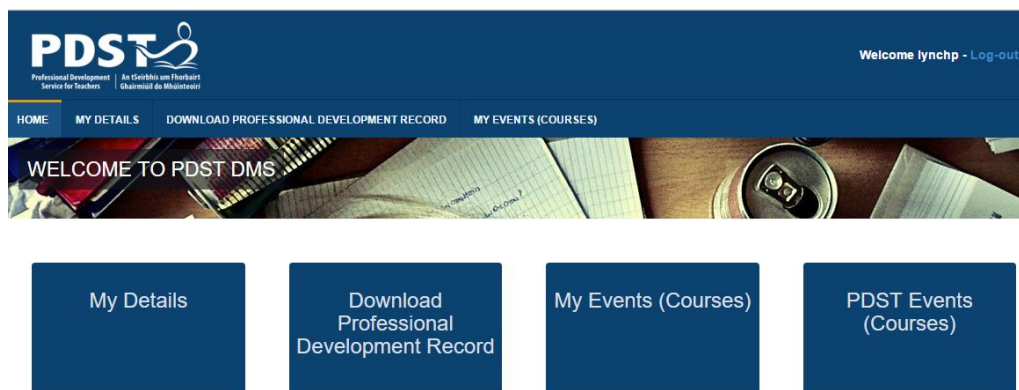 PDST
Professional Development
Service for Teachers
An tSeirbhís um Fhorbairt
Ghairmiúil do Mhúinteoirí
Welcome lynchp - Log-out
HOME MY DETAILS DOWNLOAD PROFESSIONAL DEVELOPMENT RECORD MY EVENTS (COURSES)
WELCOME TO PDST DMS
My Details
Download
Professional
Development Record
My Events (Courses)
PDST Events
(Courses)